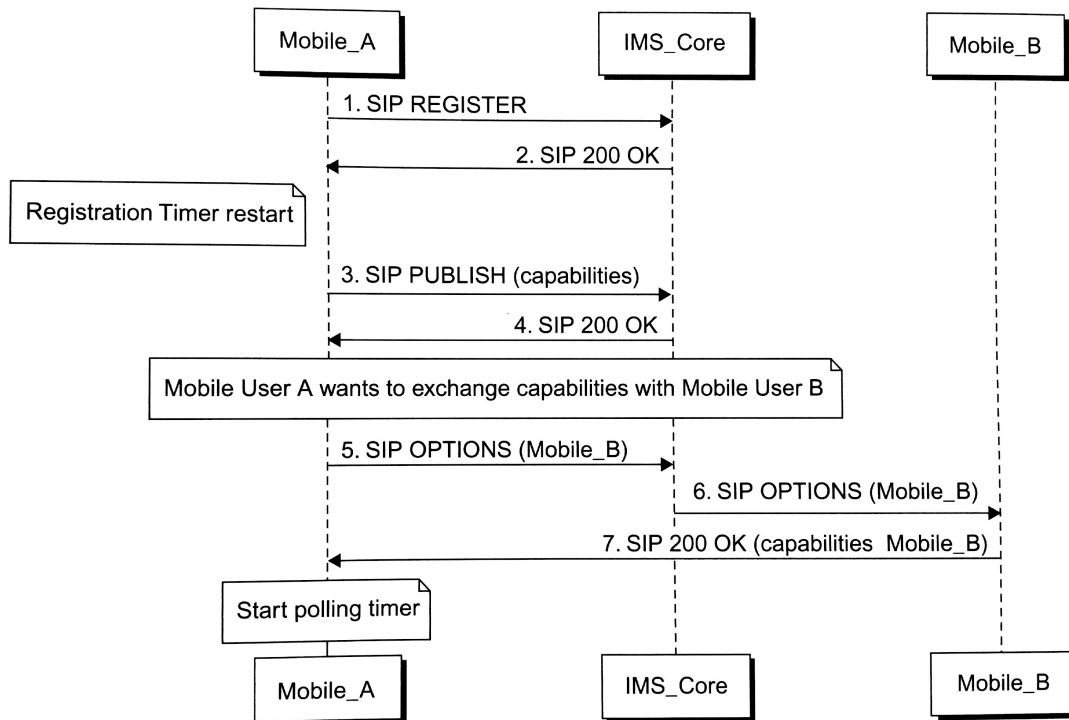 Mobile_A
IMS_Core
Mobile_B
1. SIP REGISTER
2. SIP 200 OK
Registration Timer restart
3. SIP PUBLISH (capabilities)
4. SIP 200 OK
Mobile User A wants to exchange capabilities with Mobile User B
5. SIP OPTIONS (Mobile_B)
6. SIP OPTIONS (Mobile_B)
7. SIP 200 OK (capabilities Mobile_B)
Start polling timer
Mobile_A
IMS_Core
Mobile_B